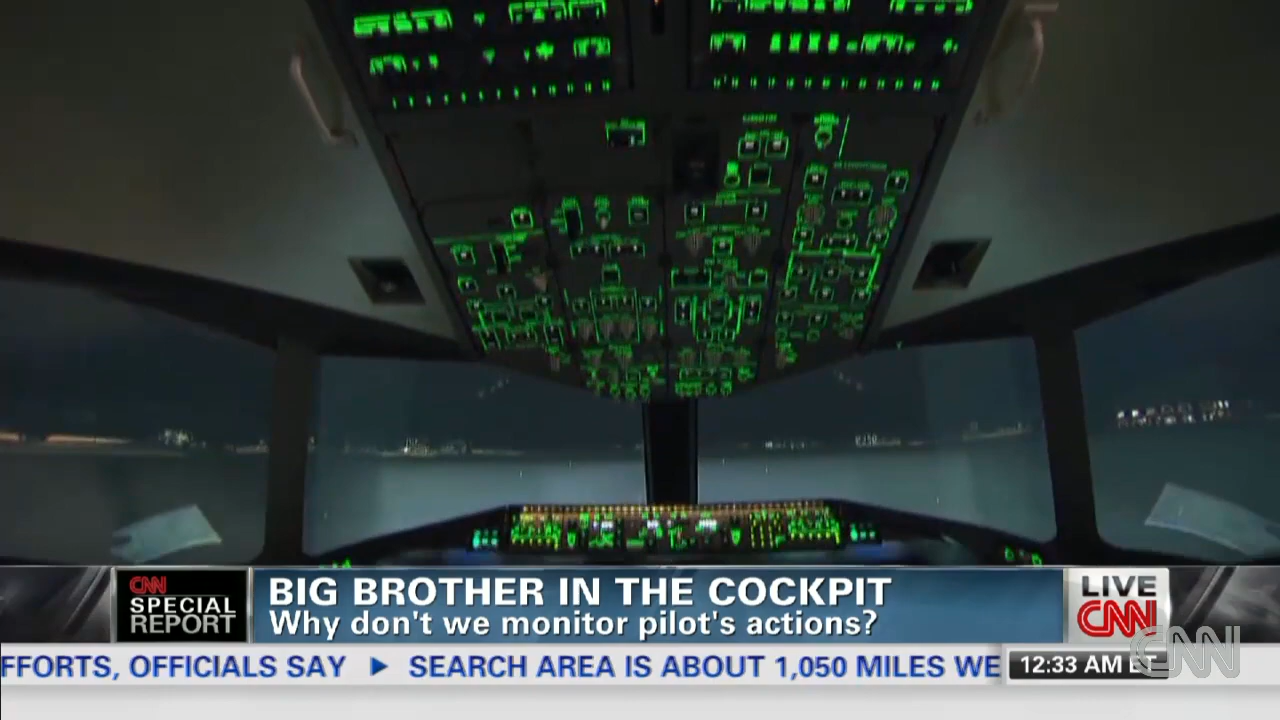 CNN
SPECIAL
REPORT
BIG BROTHER IN THE COCKPIT
Why don't we monitor pilot's actions?
LIVE
CNN
FFORTS, OFFICIALS SAY ▶ SEARCH AREA IS ABOUT 1,050 MILES WE
12:33 AM ET
CNN